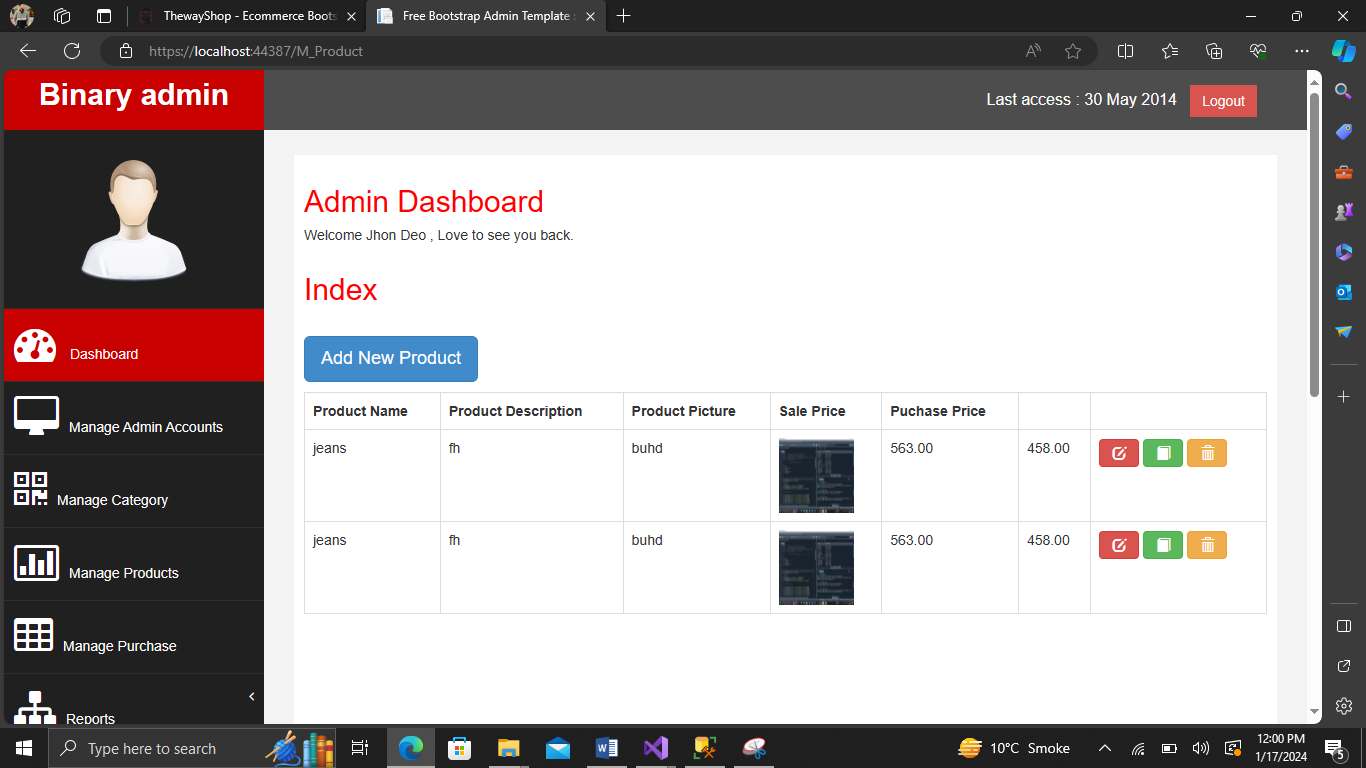 ThewayShop - Ecommerce Boots
Free Bootstrap Admin Template :
https://localhost:44387/M_Product
Binary admin
Last access : 30 May 2014 Logout
Admin Dashboard
Welcome Jhon Deo , Love to see you back.
Index
Add New Product
Product Name Product Description Product Picture Sale Price Puchase Price
jeans fh buhd 563.00 458.00
jeans fh buhd 563.00 458.00
Dashboard
Manage Admin Accounts
Manage Category
Manage Products
Manage Purchase
Reports
Type here to search
10°C Smoke
12:00 PM
1/17/2024
5